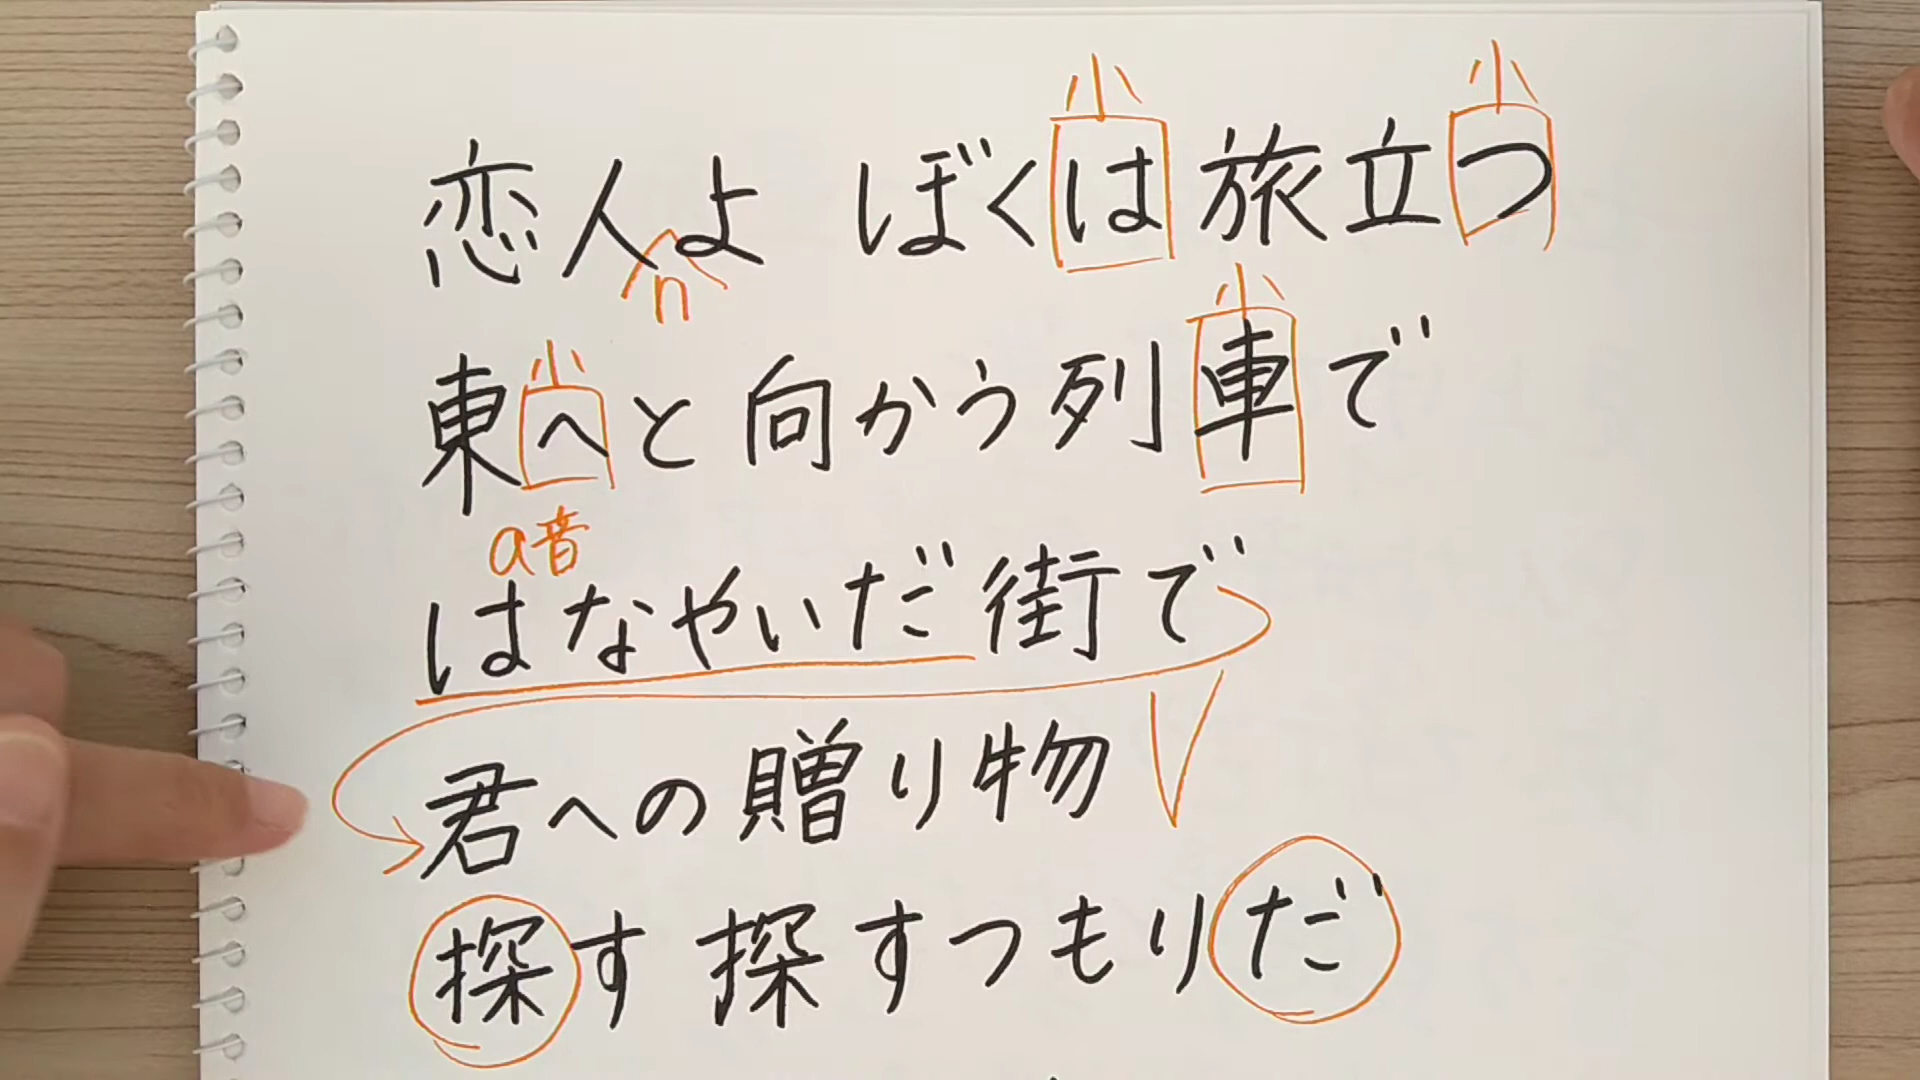 小 小
恋人よ ぼくは旅立つ
n 小
小
東へと向かう列車で
a音
はなやいだ街で
君への贈り物
探す探すつもりだ